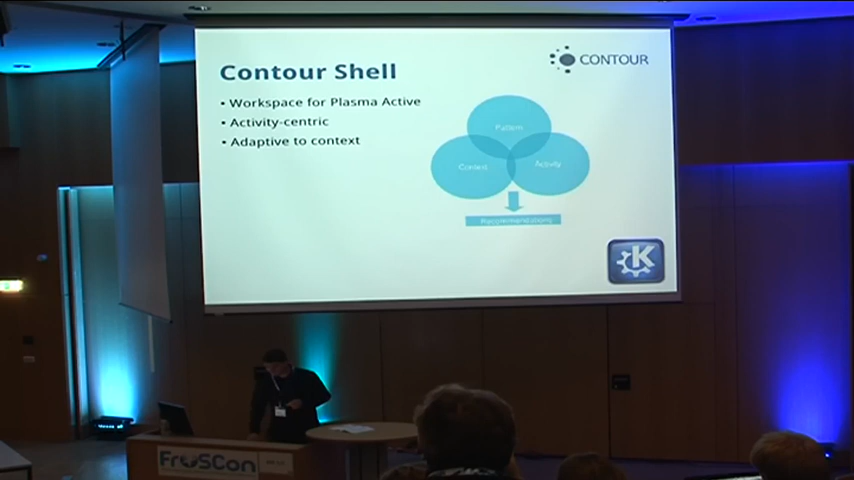 Contour Shell
CONTOUR
• Workspace for Plasma Active
• Activity-centric
• Adaptive to context
Pattern
Context
Activity
Recommendations
K
FrOSCon